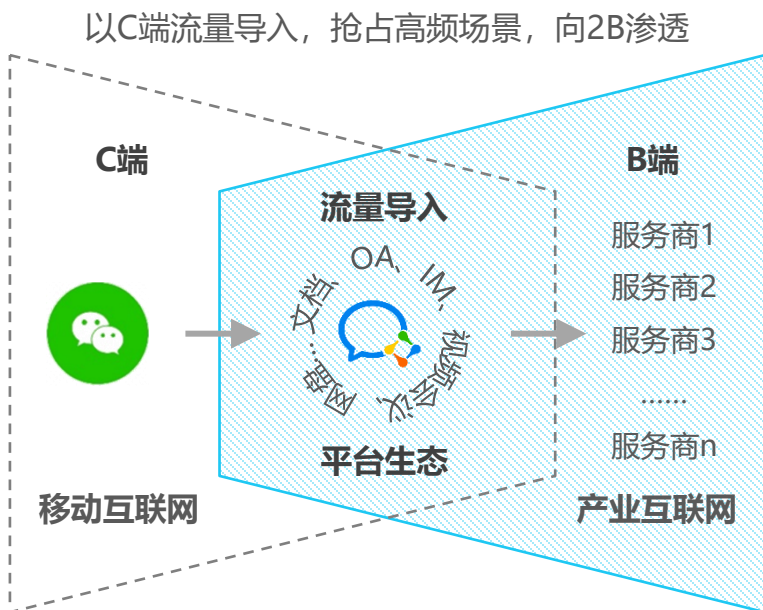 以C端流量导入，抢占高频场景，向2B渗透
C端
B端
流量导入
文档、OA、IM、视频会议、网盘...
服务商1
服务商2
服务商3
......
服务商n
平台生态
移动互联网
产业互联网